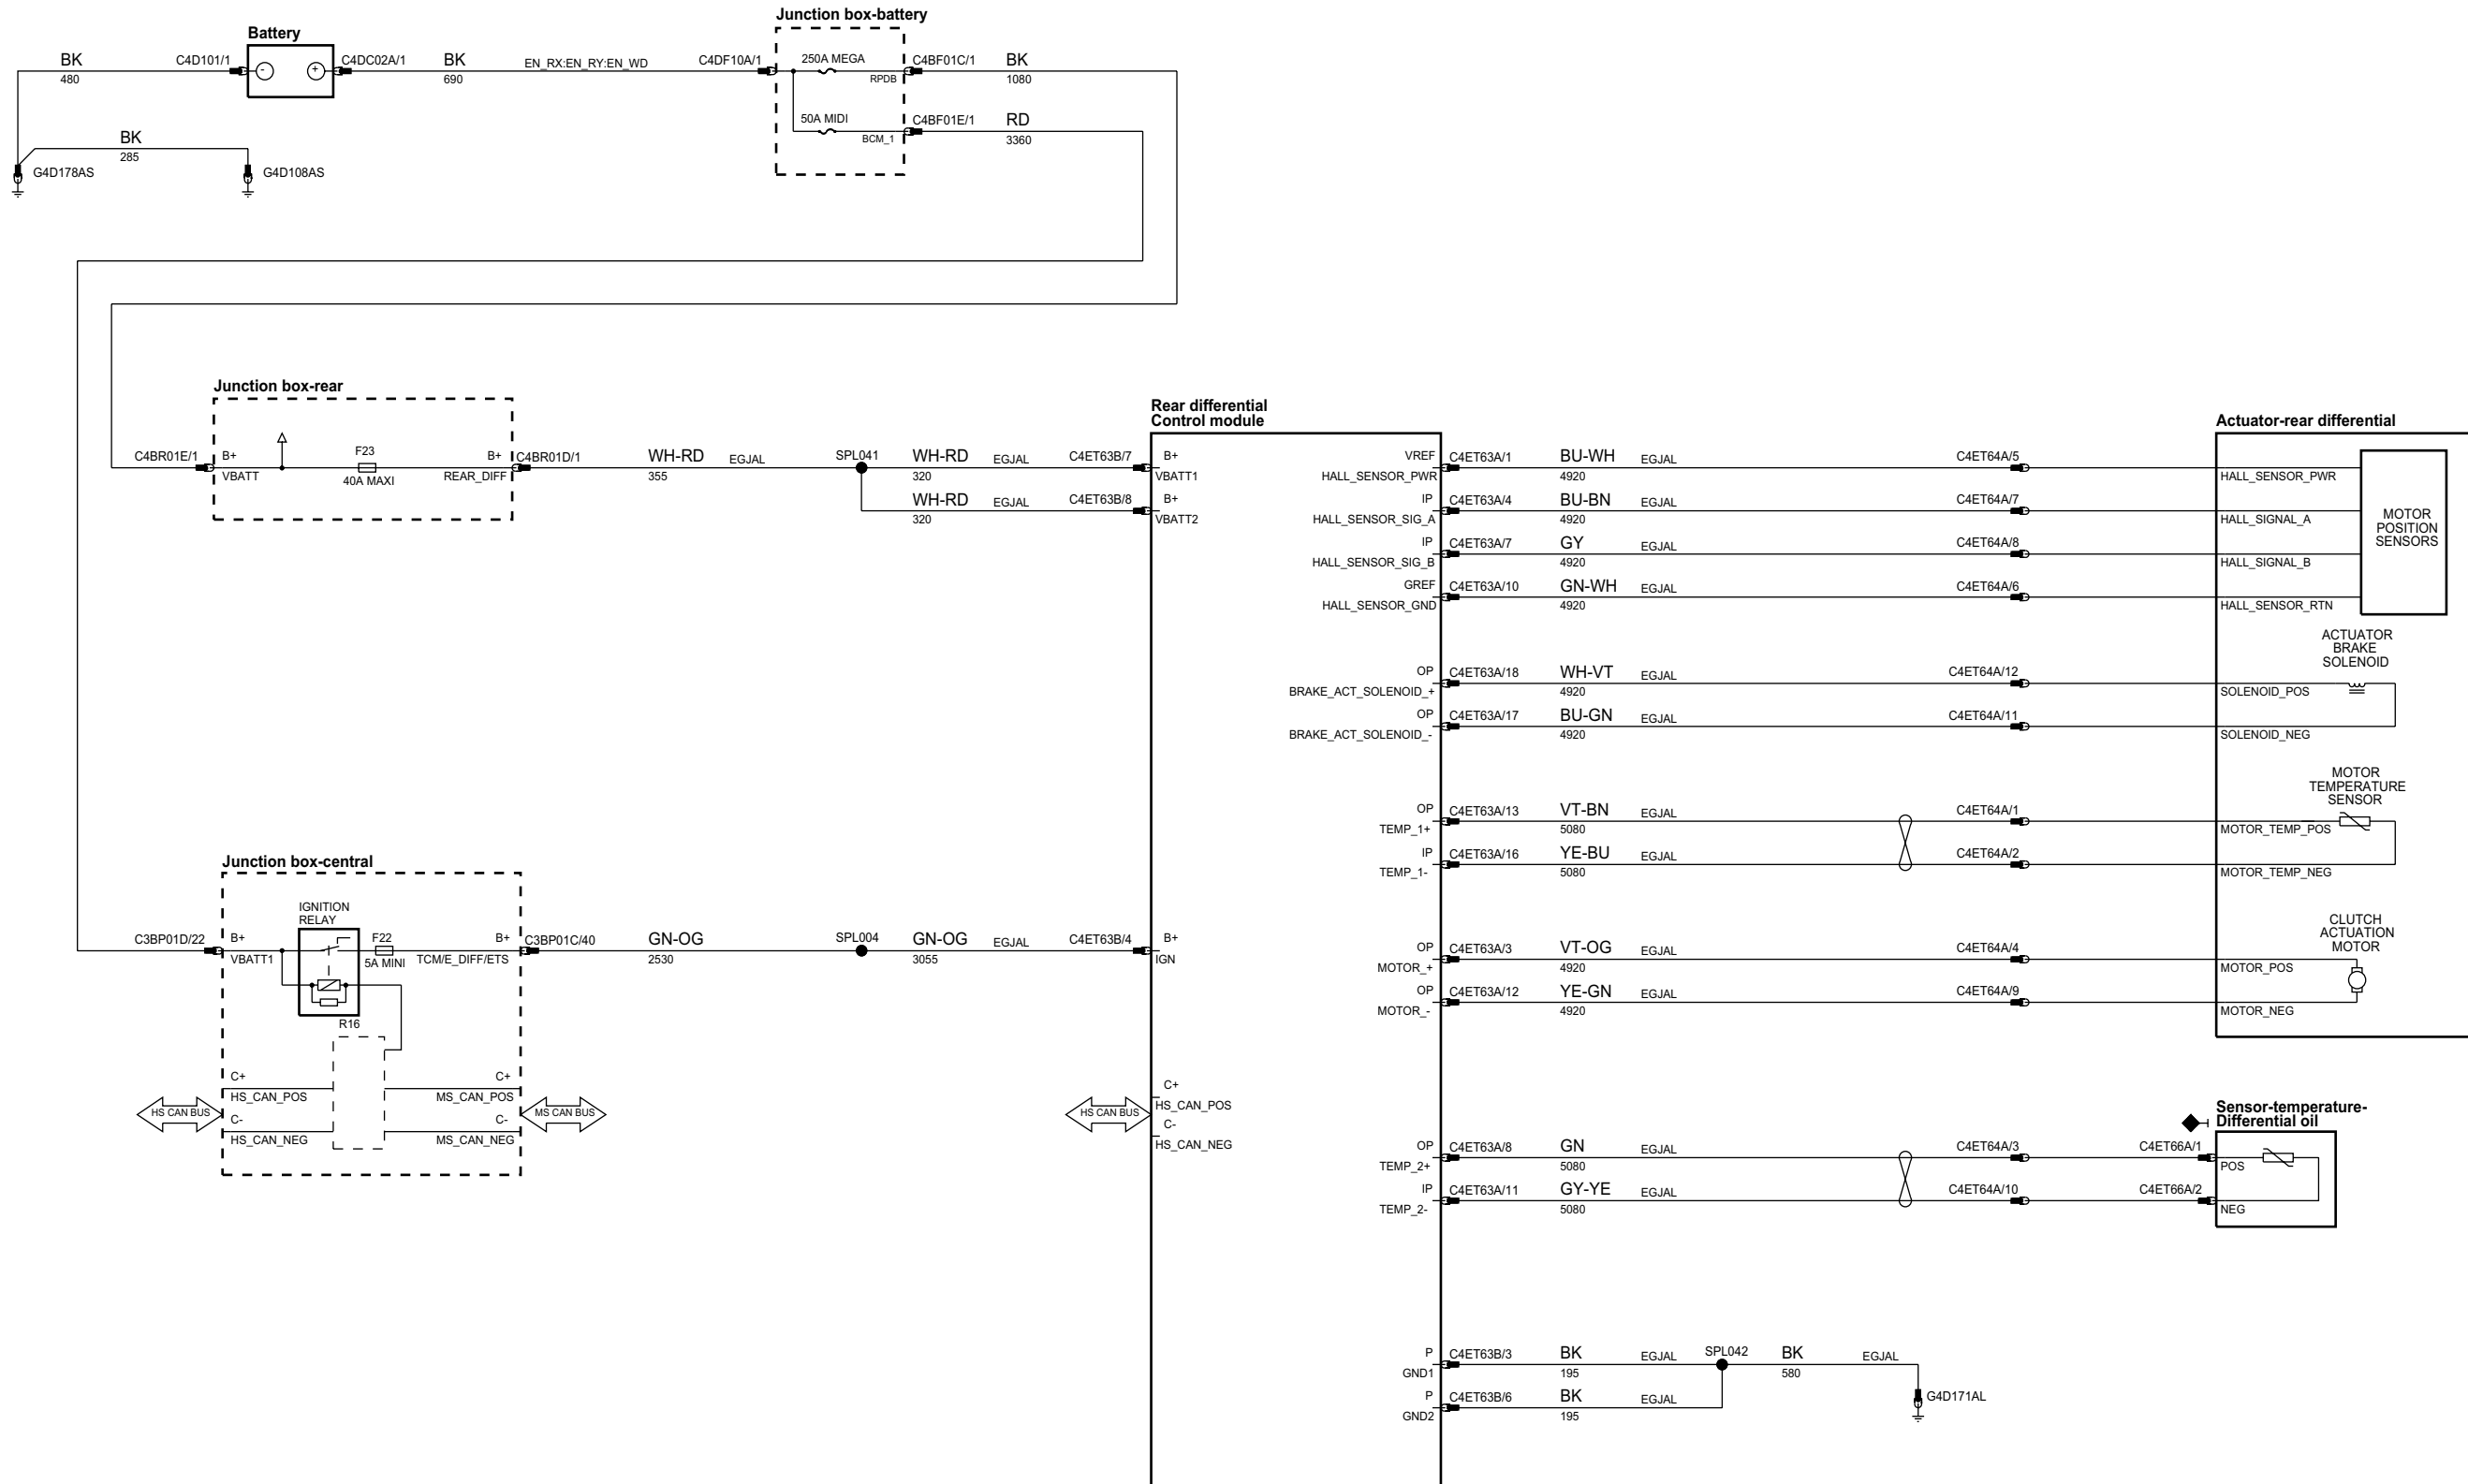 Junction box-battery
Battery
BK
480
C4D101/1
-
+
C4DC02A/1
BK
690
EN_RX:EN_RY:EN_WD
C4DF10A/1
250A MEGA
RPDB
C4BF01C/1
BK
1080
50A MIDI
BCM_1
C4BF01E/1
RD
3360
BK
285
G4D178AS
G4D108AS
Junction box-rear
C4BR01E/1
B+
VBATT
F23
40A MAXI
B+
REAR_DIFF
C4BR01D/1
WH-RD
355
EGJAL
SPL041
WH-RD
320
EGJAL
C4ET63B/7
B+
VBATT1
WH-RD
320
EGJAL
C4ET63B/8
B+
VBATT2
Rear differential
Control module
VREF
HALL_SENSOR_PWR
C4ET63A/1
BU-WH
4920
EGJAL
C4ET64A/5
HALL_SENSOR_PWR
IP
HALL_SENSOR_SIG_A
C4ET63A/4
BU-BN
4920
EGJAL
C4ET64A/7
HALL_SIGNAL_A
IP
HALL_SENSOR_SIG_B
C4ET63A/7
GY
4920
EGJAL
C4ET64A/8
HALL_SIGNAL_B
GREF
HALL_SENSOR_GND
C4ET63A/10
GN-WH
4920
EGJAL
C4ET64A/6
HALL_SENSOR_RTN
Actuator-rear differential
MOTOR
POSITION
SENSORS
ACTUATOR
BRAKE
SOLENOID
OP
BRAKE_ACT_SOLENOID_+
C4ET63A/18
WH-VT
4920
EGJAL
C4ET64A/12
SOLENOID_POS
OP
BRAKE_ACT_SOLENOID_-
C4ET63A/17
BU-GN
4920
EGJAL
C4ET64A/11
SOLENOID_NEG
MOTOR
TEMPERATURE
SENSOR
OP
TEMP_1+
C4ET63A/13
VT-BN
5080
EGJAL
C4ET64A/1
MOTOR_TEMP_POS
IP
TEMP_1-
C4ET63A/16
YE-BU
5080
EGJAL
C4ET64A/2
MOTOR_TEMP_NEG
Junction box-central
IGNITION
RELAY
C3BP01D/22
B+
VBATT1
F22
5A MINI
B+
TCM/E_DIFF/ETS
C3BP01C/40
GN-OG
2530
SPL004
GN-OG
3055
EGJAL
C4ET63B/4
B+
IGN
R16
CLUTCH
ACTUATION
MOTOR
OP
MOTOR_+
C4ET63A/3
VT-OG
4920
EGJAL
C4ET64A/4
MOTOR_POS
OP
MOTOR_-
C4ET63A/12
YE-GN
4920
EGJAL
C4ET64A/9
MOTOR_NEG
HS CAN BUS
C+
HS_CAN_POS
C-
HS_CAN_NEG
C+
MS_CAN_POS
C-
MS_CAN_NEG
MS CAN BUS
HS CAN BUS
C+
HS_CAN_POS
C-
HS_CAN_NEG
Sensor-temperature-
Differential oil
OP
TEMP_2+
C4ET63A/8
GN
5080
EGJAL
C4ET64A/3
C4ET66A/1
POS
IP
TEMP_2-
C4ET63A/11
GY-YE
5080
EGJAL
C4ET64A/10
C4ET66A/2
NEG
P
GND1
C4ET63B/3
BK
195
EGJAL
SPL042
BK
580
EGJAL
G4D171AL
P
GND2
C4ET63B/6
BK
195
EGJAL